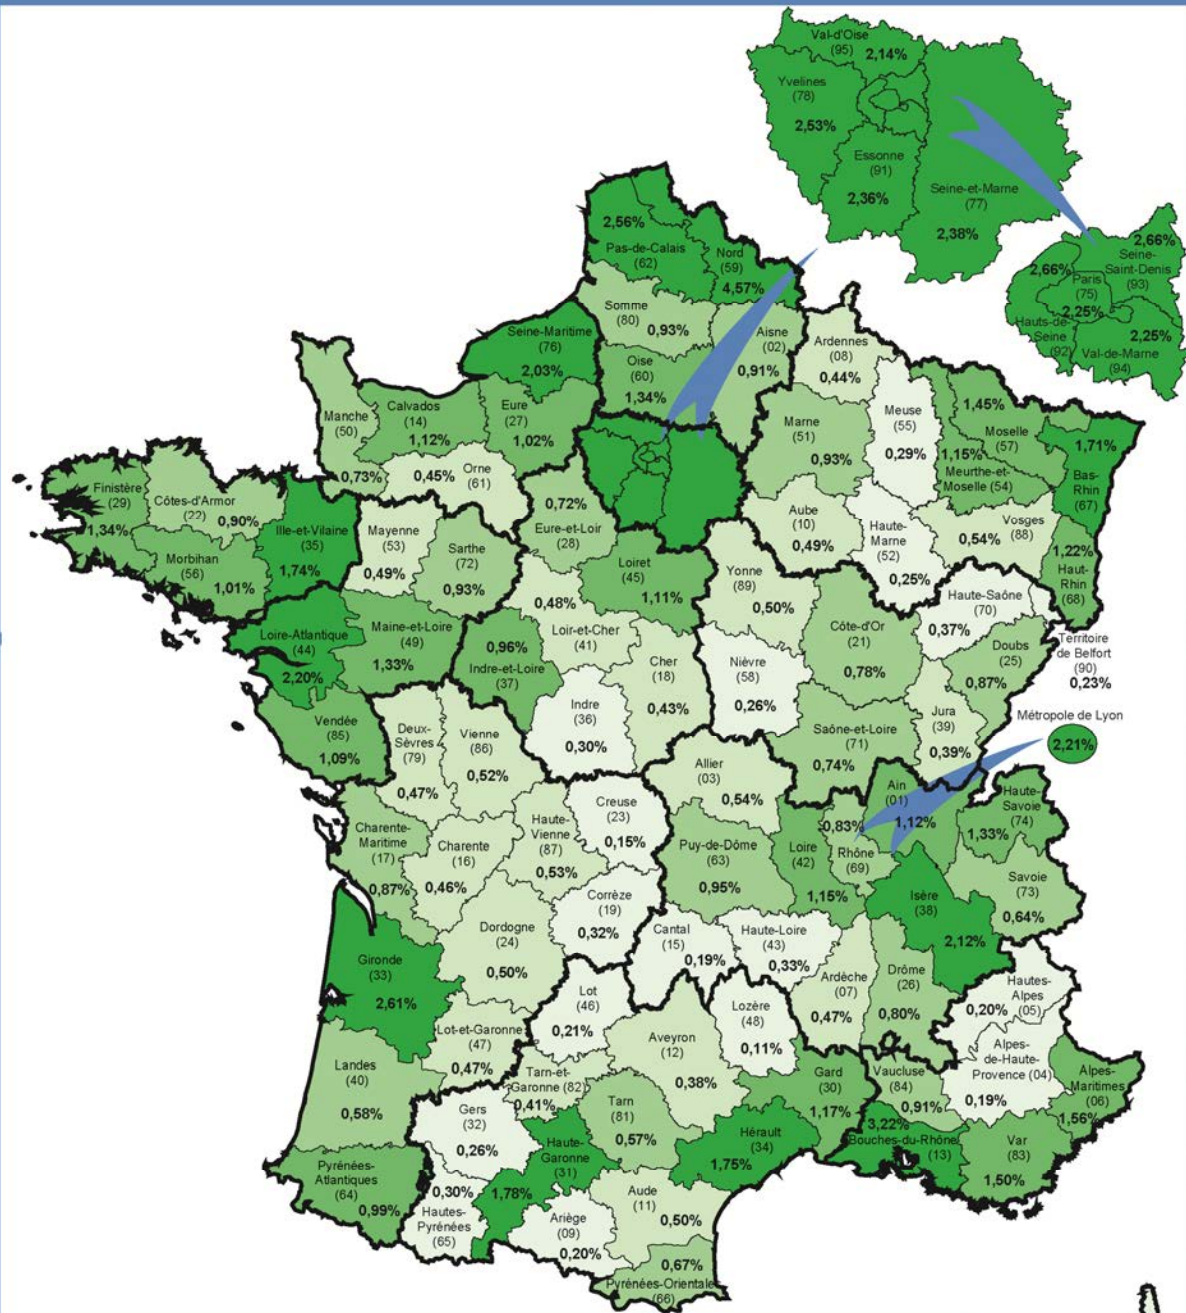 Val-d'Oise
(95) 2,14%
Yvelines
(78)
2,53%
Essonne
(91)
2,36%
Seine-et-Marne
(77)
2,38%
2,66%
Seine-
Saint-Denis
(93)
2,66%
Paris
(75)
2,25%
Hauts-de-
Seine
(92)
2,25%
Val-de-Marne
(94)
2,56%
Pas-de-Calais
(62)
Nord
(59)
4,57%
Somme
(80) 0,93%
Aisne
(02)
0,91%
Ardennes
(08)
0,44%
Seine-Maritime
(76)
2,03%
Oise
(60)
1,34%
Manche
(50)
0,73%
Calvados
(14)
1,12%
Eure
(27)
1,02%
0,45% Orne
(61)
Marne
(51)
0,93%
Meuse
(55)
0,29%
1,45%
Moselle
(57)
1,15%
Meurthe-et-
Moselle (54)
1,71%
Bas-
Rhin
(67)
Finistère
(29)
1,34%
Côtes-d'Armor
(22) 0,90%
Ille-et-Vilaine
(35)
1,74%
Morbihan
(56)
1,01%
Mayenne
(53)
0,49%
Sarthe
(72)
0,93%
0,72%
Eure-et-Loir
(28)
Aube
(10)
0,49%
Haute-
Marne
(52)
0,25%
Vosges
0,54% (88)
1,22%
Haut-
Rhin
(68)
Loiret
(45)
1,11%
Yonne
(89)
0,50%
0,48%
Loir-et-Cher
(41)
Loire-Atlantique
(44)
2,20%
Maine-et-Loire
(49)
1,33%
0,96%
Indre-et-Loire
(37)
Cher
(18)
0,43%
Nièvre
(58)
0,26%
Côte-d'Or
(21)
0,78%
Haute-Saône
(70)
0,37%
Doubs
(25)
0,87%
Territoire
de Belfort
(90)
0,23%
Vendée
(85)
1,09%
Deux-
Sèvres
(79)
0,47%
Vienne
(86)
0,52%
Indre
(36)
0,30%
Saône-et-Loire
(71)
0,74%
Jura
(39)
0,39%
Métropole de Lyon
2,21%
Allier
(03)
0,54%
Ain
(01)
1,12%
Haute-
Savoie
(74)
1,33%
Charente-
Maritime
(17)
0,87%
Charente
(16)
0,46%
Haute-
Vienne
(87)
0,53%
Creuse
(23)
0,15%
Puy-de-Dôme
(63)
0,95%
Loire
(42)
1,15%
0,83%
Rhône
(69)
Savoie
(73)
0,64%
Corrèze
(19)
0,32%
Isère
(38)
2,12%
Dordogne
(24)
0,50%
Cantal
(15)
0,19%
Haute-Loire
(43)
0,33%
Ardèche
(07)
0,47%
Drôme
(26)
0,80%
Hautes-
Alpes
0,20% (05)
Gironde
(33)
2,61%
Lot
(46)
0,21%
Lozère
(48)
0,11%
Lot-et-Garonne
(47)
0,47%
Aveyron
(12)
0,38%
Alpes-
de-Haute-
Provence (04)
0,19%
Landes
(40)
0,58%
Tarn-et-
Garonne (82)
0,41%
Tarn
(81)
0,57%
Gard
(30)
1,17%
Vaucluse
(84)
0,91%
Alpes-
Maritimes
(06)
1,56%
Gers
(32)
0,26%
Haute-
Garonne
(31)
1,78%
Hérault
(34)
1,75%
3,22%
Bouches-du-Rhône
(13)
Var
(83)
1,50%
Pyrénées-
Atlantiques
(64)
0,99%
0,30%
Hautes-
Pyrénées
(65)
Ariège
(09)
0,20%
Aude
(11)
0,50%
0,67%
Pyrénées-Orientales
(66)